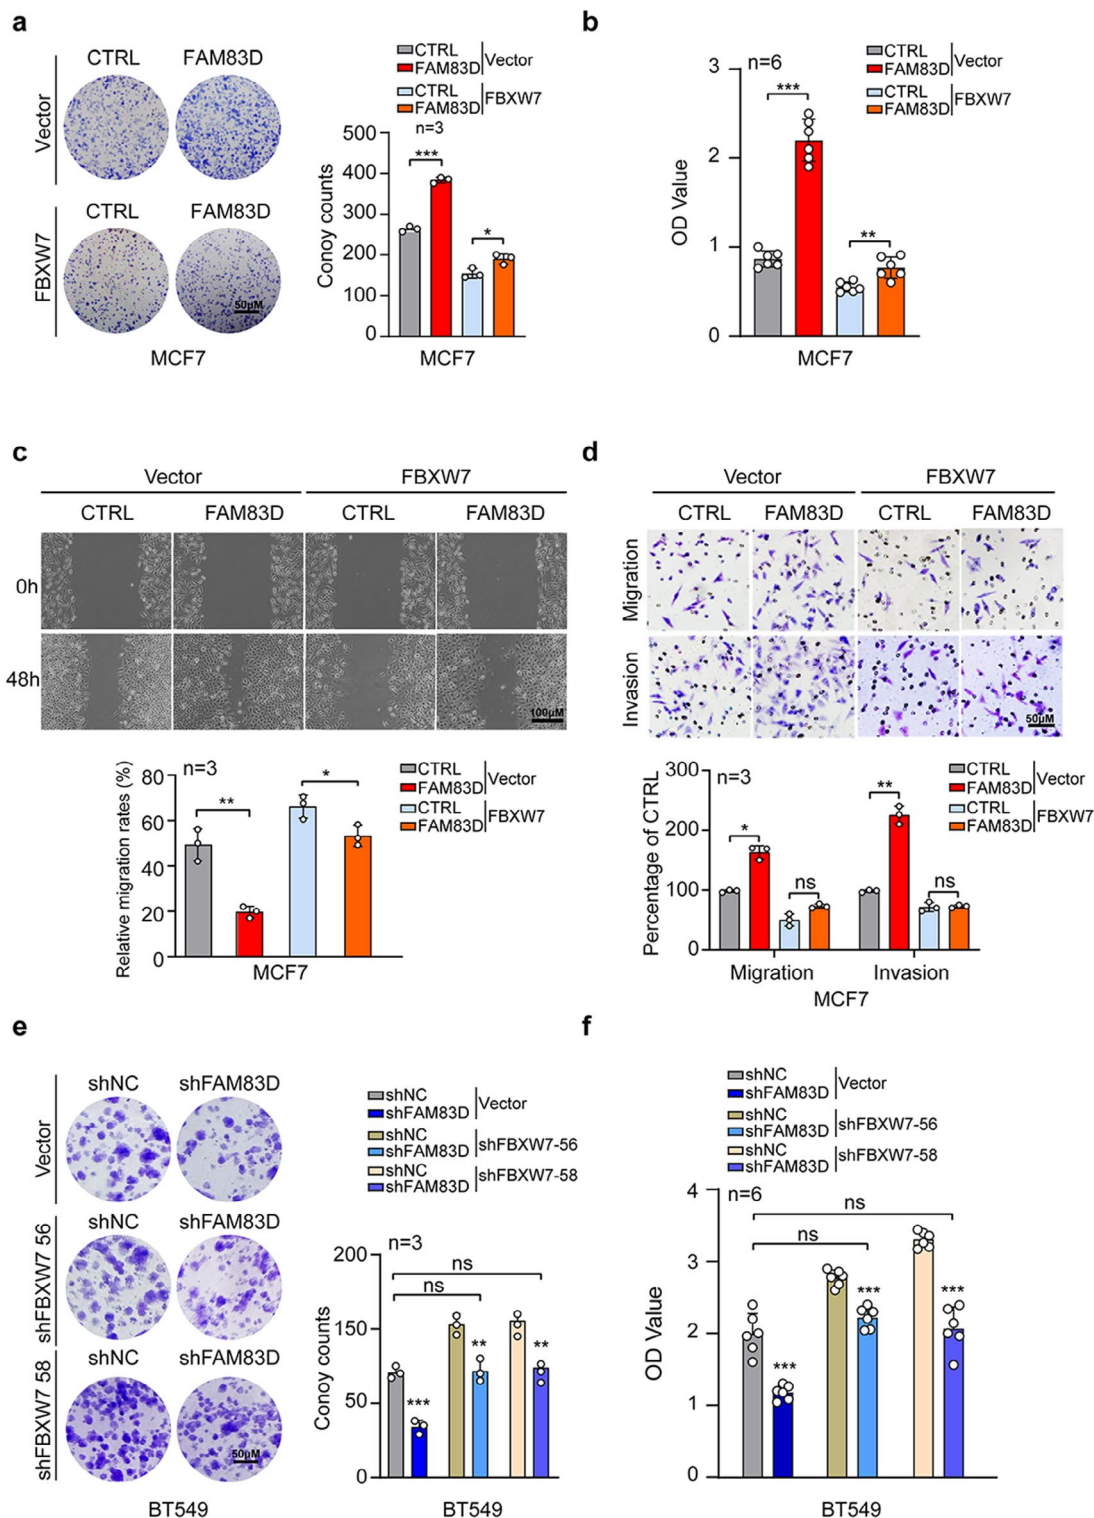 a
CTRL FAM83D
Vector
CTRL FAM83D
FBXW7
50μM
MCF7
CTRL
FAM83D
Vector
CTRL
FAM83D
FBXW7
n=3
Conoy counts
500
400
300
200
100
0
***
*
MCF7
b
CTRL
FAM83D
Vector
CTRL
FAM83D
FBXW7
n=6
OD Value
3
2
1
0
***
**
MCF7
c
Vector FBXW7
CTRL FAM83D CTRL FAM83D
0h
48h
100μM
Relative migration rates (%)
80
60
40
20
0
n=3
**
*
CTRL
FAM83D
Vector
CTRL
FAM83D
FBXW7
MCF7
d
Vector FBXW7
CTRL FAM83D CTRL FAM83D
Migration
Invasion
50μM
Percentage of CTRL
300
200
100
0
n=3
*
ns
**
ns
CTRL
FAM83D
Vector
CTRL
FAM83D
FBXW7
Migration Invasion
MCF7
e
shNC shFAM83D
Vector
shNC shFAM83D
shFBXW7 56
shNC shFAM83D
shFBXW7 58
50μM
BT549
shNC
shFAM83D
Vector
shNC
shFAM83D
shFBXW7-56
shNC
shFAM83D
shFBXW7-58
n=3
Conoy counts
200
150
50
0
ns
ns
***
**
**
BT549
f
shNC
shFAM83D
Vector
shNC
shFAM83D
shFBXW7-56
shNC
shFAM83D
shFBXW7-58
n=6
OD Value
4
3
2
1
0
ns
ns
***
***
***
BT549